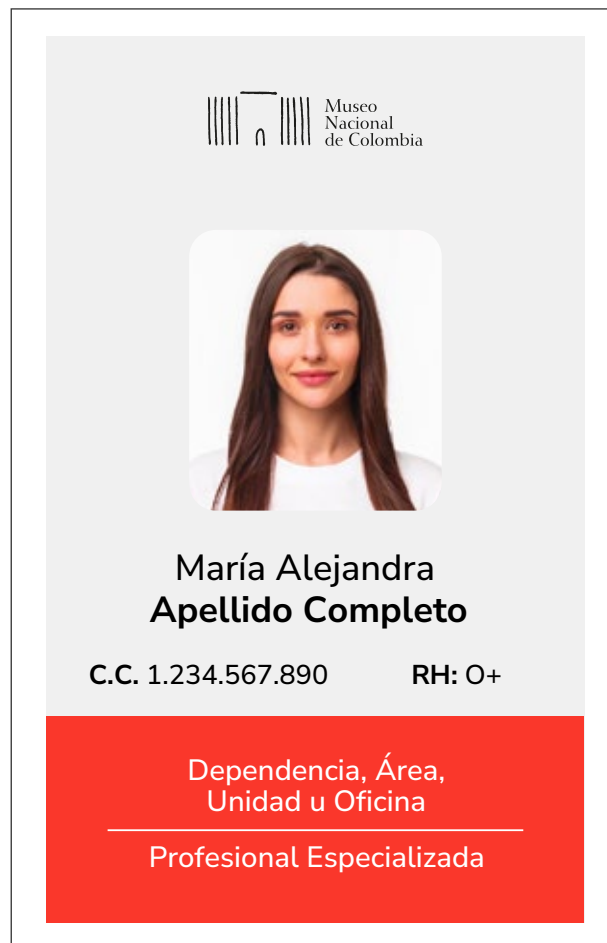 Museo
Nacional
de Colombia
María Alejandra
Apellido Completo
C.C. 1.234.567.890 RH: O+
Dependencia, Área,
Unidad u Oficina
Profesional Especializada